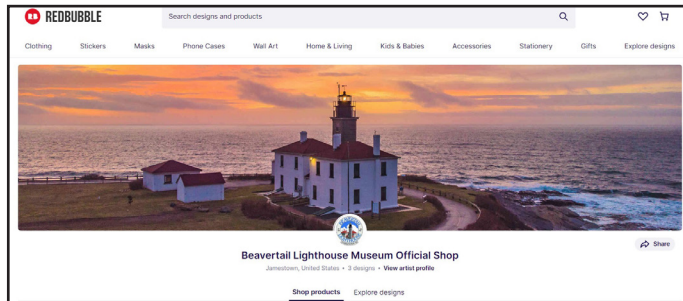 RB REDBUBBLE
Search designs and products
Clothing Stickers Masks Phone Cases Wall Art Home & Living Kids & Babies Accessories Stationery Gifts Explore designs
Beavertail Lighthouse Museum Official Shop
Share
Jamestown, United States • 3 designs • View artist profile
Shop products Explore designs